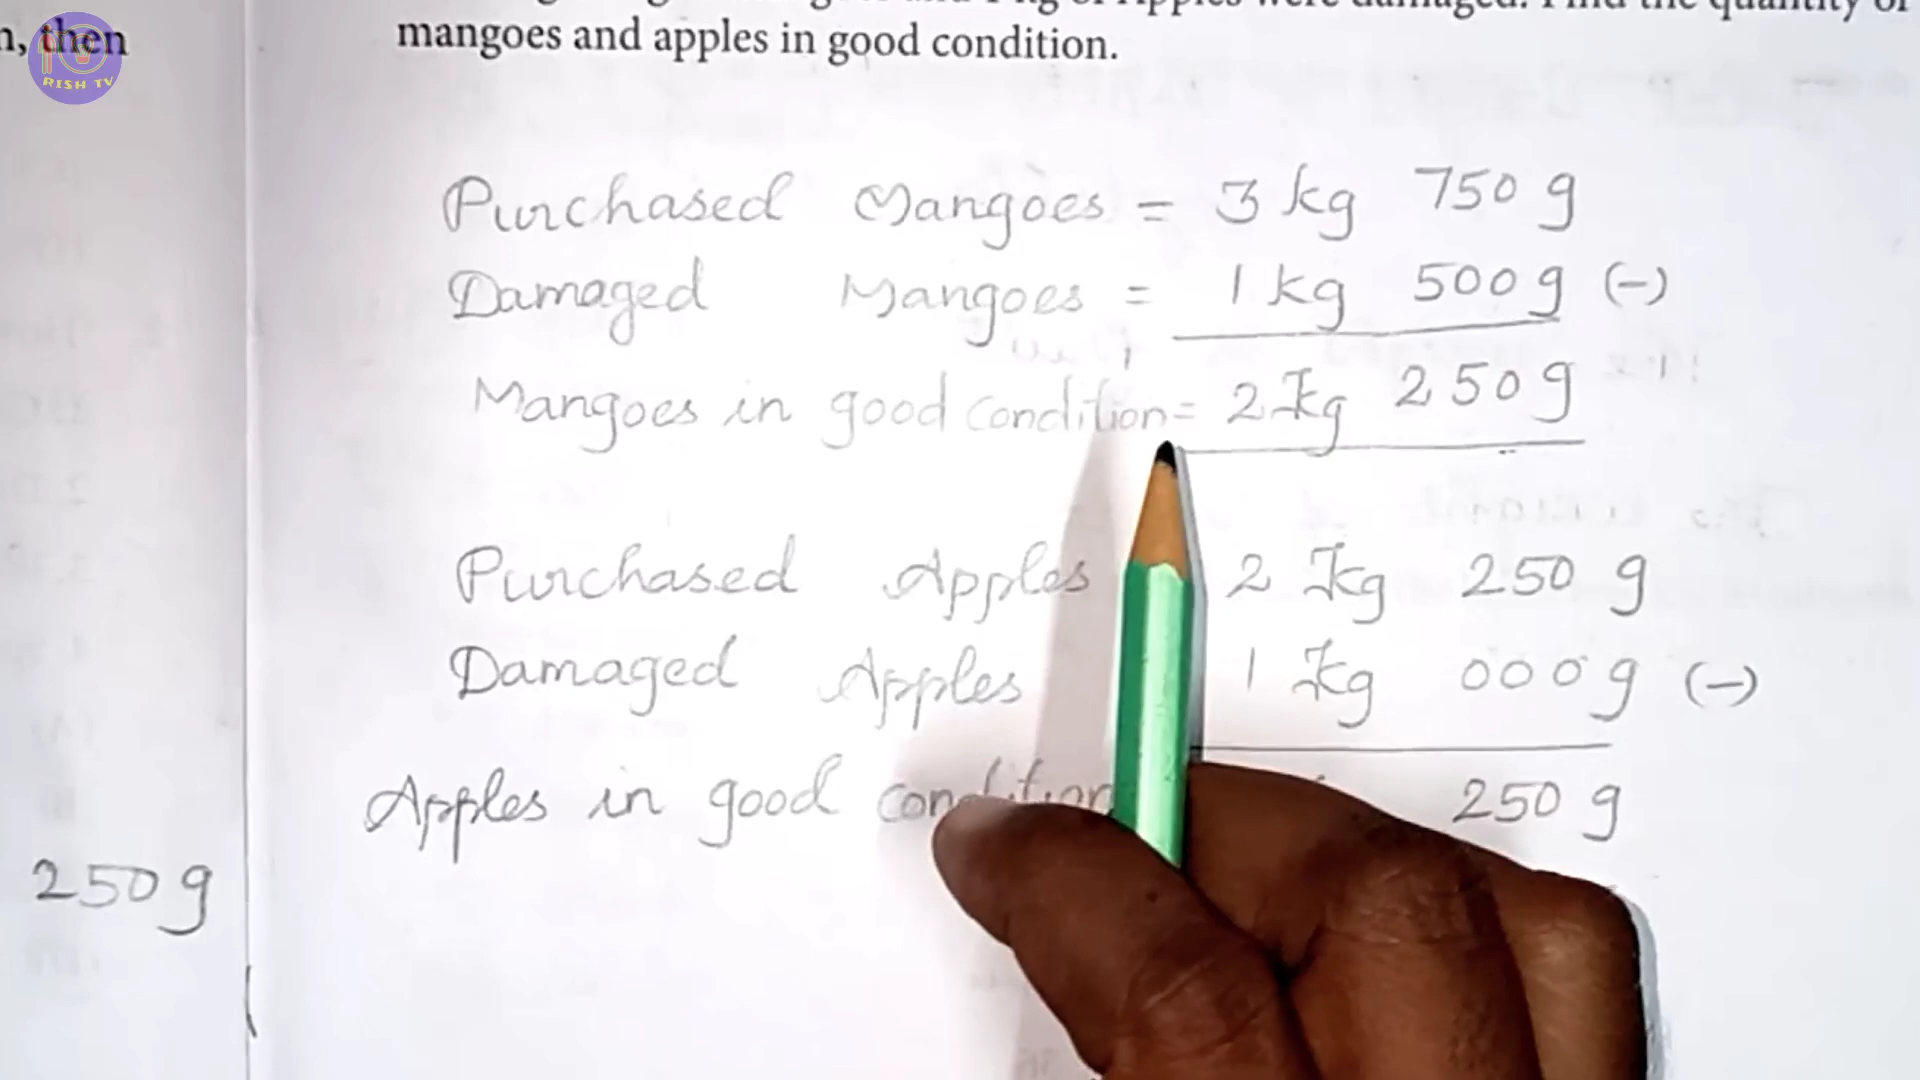 n, then
RISH TV
mangoes and apples in good condition.
Purchased Mangoes = 3 kg 750 g
Damaged Mangoes = 1 kg 500 g (-)
Mangoes in good condition = 2 kg 250 g
Purchased Apples 2 kg 250 g
Damaged Apples 1 kg 000 g (-)
Apples in good condition 250 g
250 g